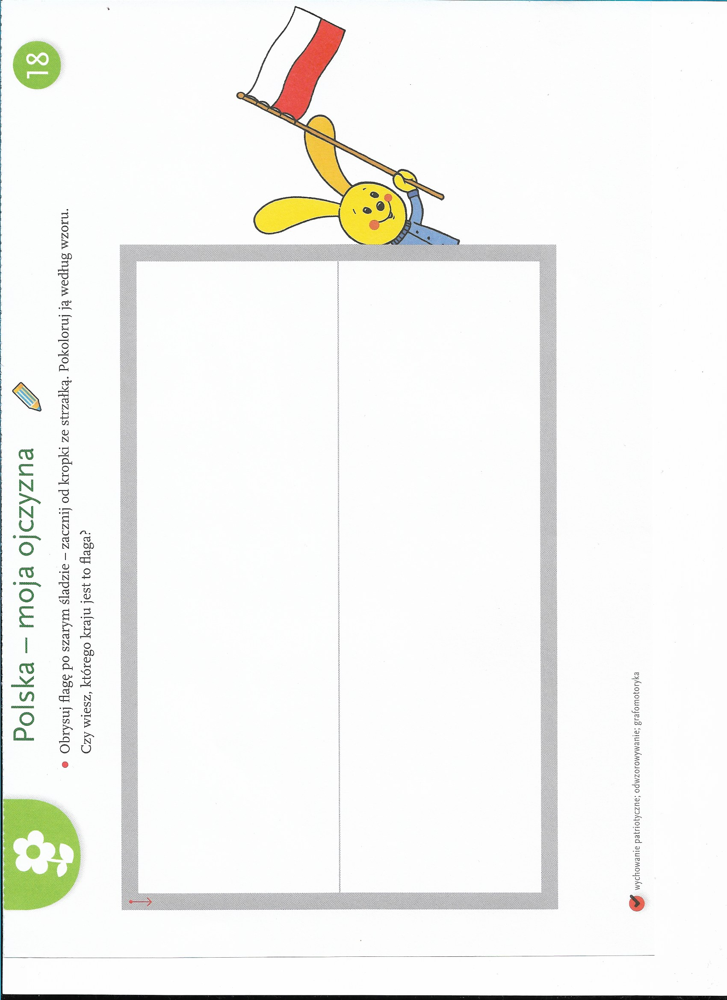 Polska – moja ojczyzna
18
Obrysuj flagę po szarym śladzie – zacznij od kropki ze strzałką. Pokoloruj ją według wzoru.
Czy wiesz, którego kraju jest to flaga?
wychowanie patriotyczne; odwzorowywanie; grafomotoryka